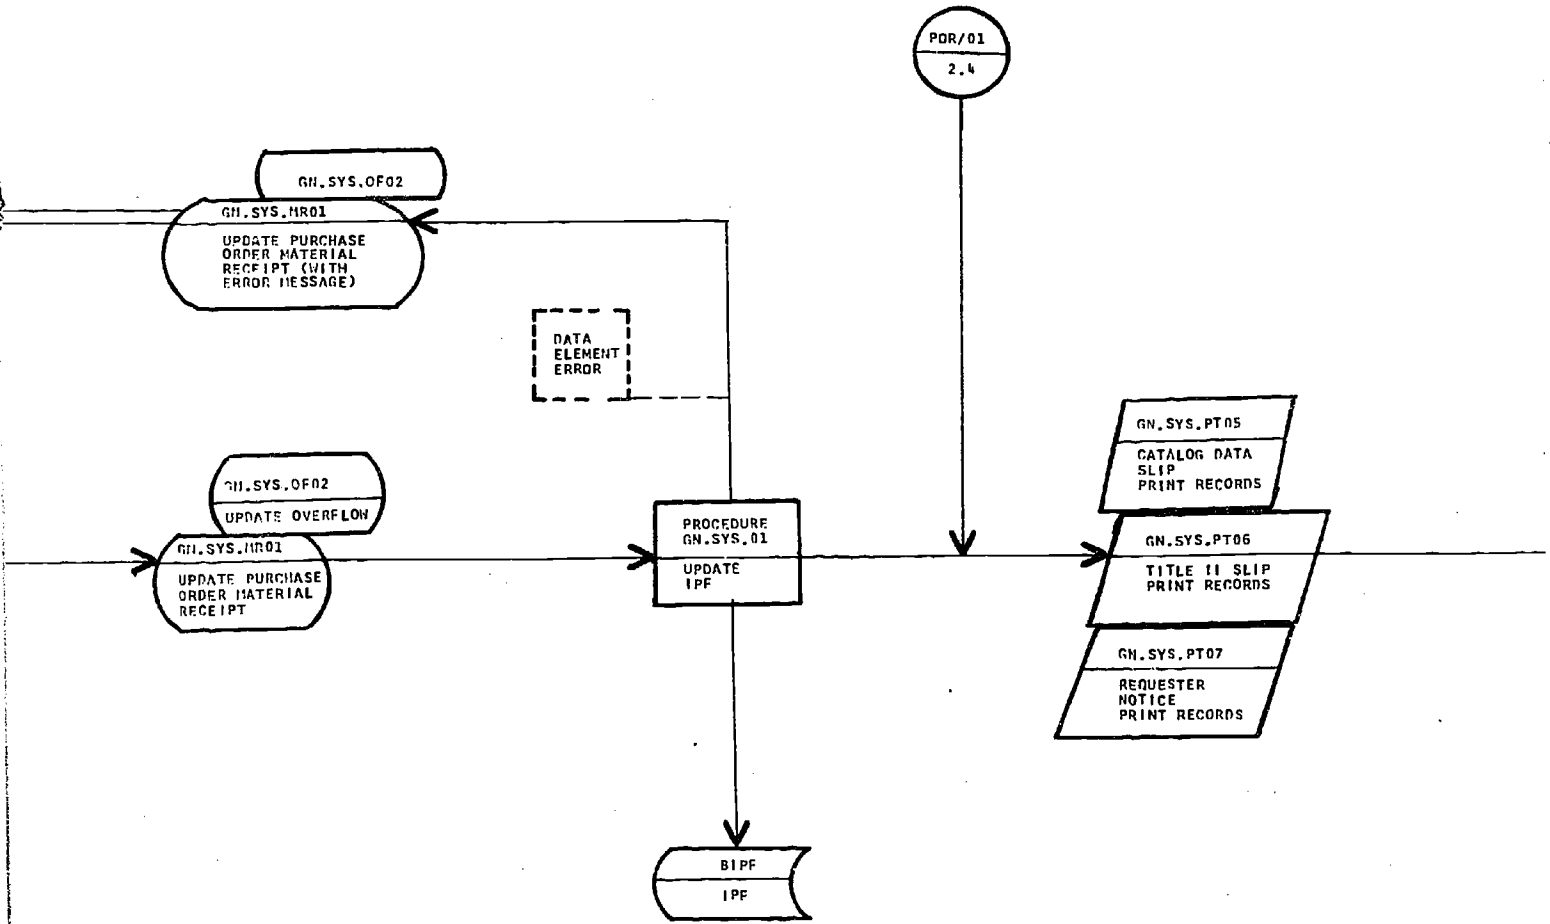 POR/01
2.4
GN.SYS.OF02
GN.SYS.MR01
UPDATE PURCHASE
ORDER MATERIAL
RECEIPT (WITH
ERROR MESSAGE)
DATA
ELEMENT
ERROR
GN.SYS.OF02
UPDATE OVERFLOW
GN.SYS.MR01
UPDATE PURCHASE
ORDER MATERIAL
RECEIPT
PROCEDURE
GN.SYS.01
UPDATE
IPF
GN.SYS.PT05
CATALOG DATA
SLIP
PRINT RECORDS
GN.SYS.PT06
TITLE II SLIP
PRINT RECORDS
GN.SYS.PT07
REQUESTER
NOTICE
PRINT RECORDS
BIPF
IPF